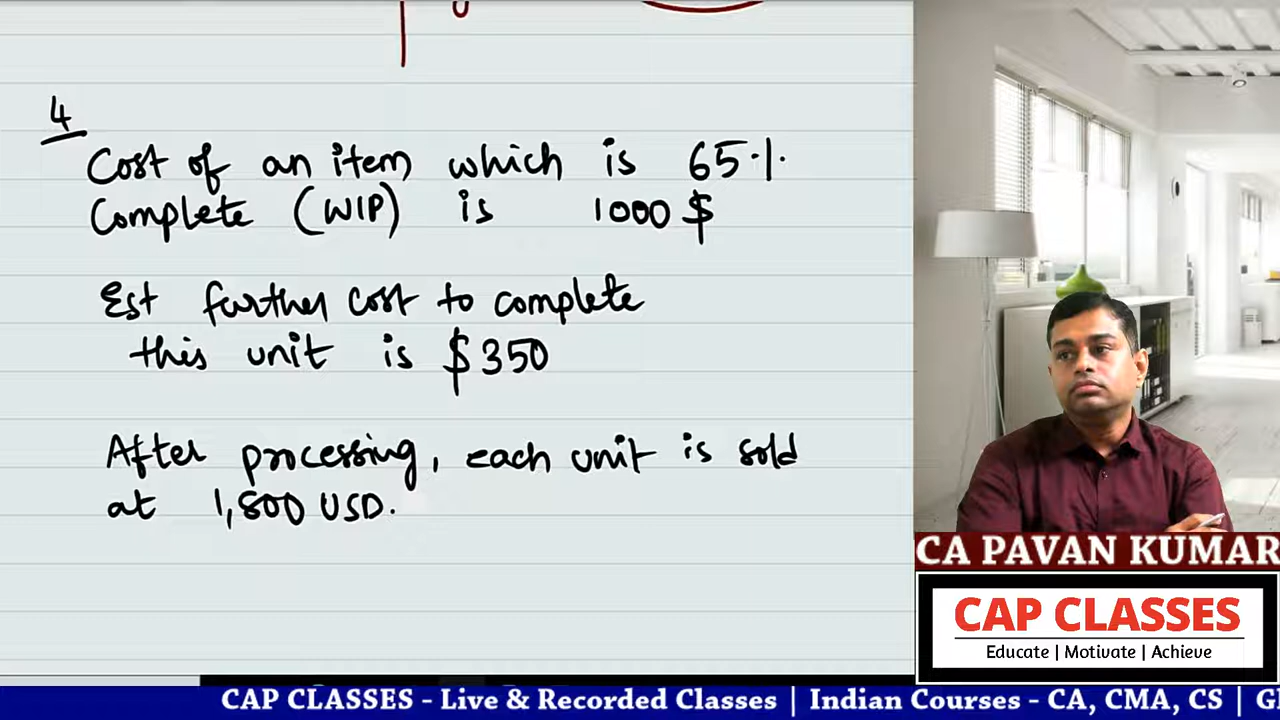 4
Cost of an item which is 65%
Complete (WIP) is 1000 $
Est further cost to complete
this unit is $350
After processing, each unit is sold
at 1,800 USD.
CA PAVAN KUMAR
CAP CLASSES
Educate | Motivate | Achieve
CAP CLASSES - Live & Recorded Classes | Indian Courses - CA, CMA, CS | G